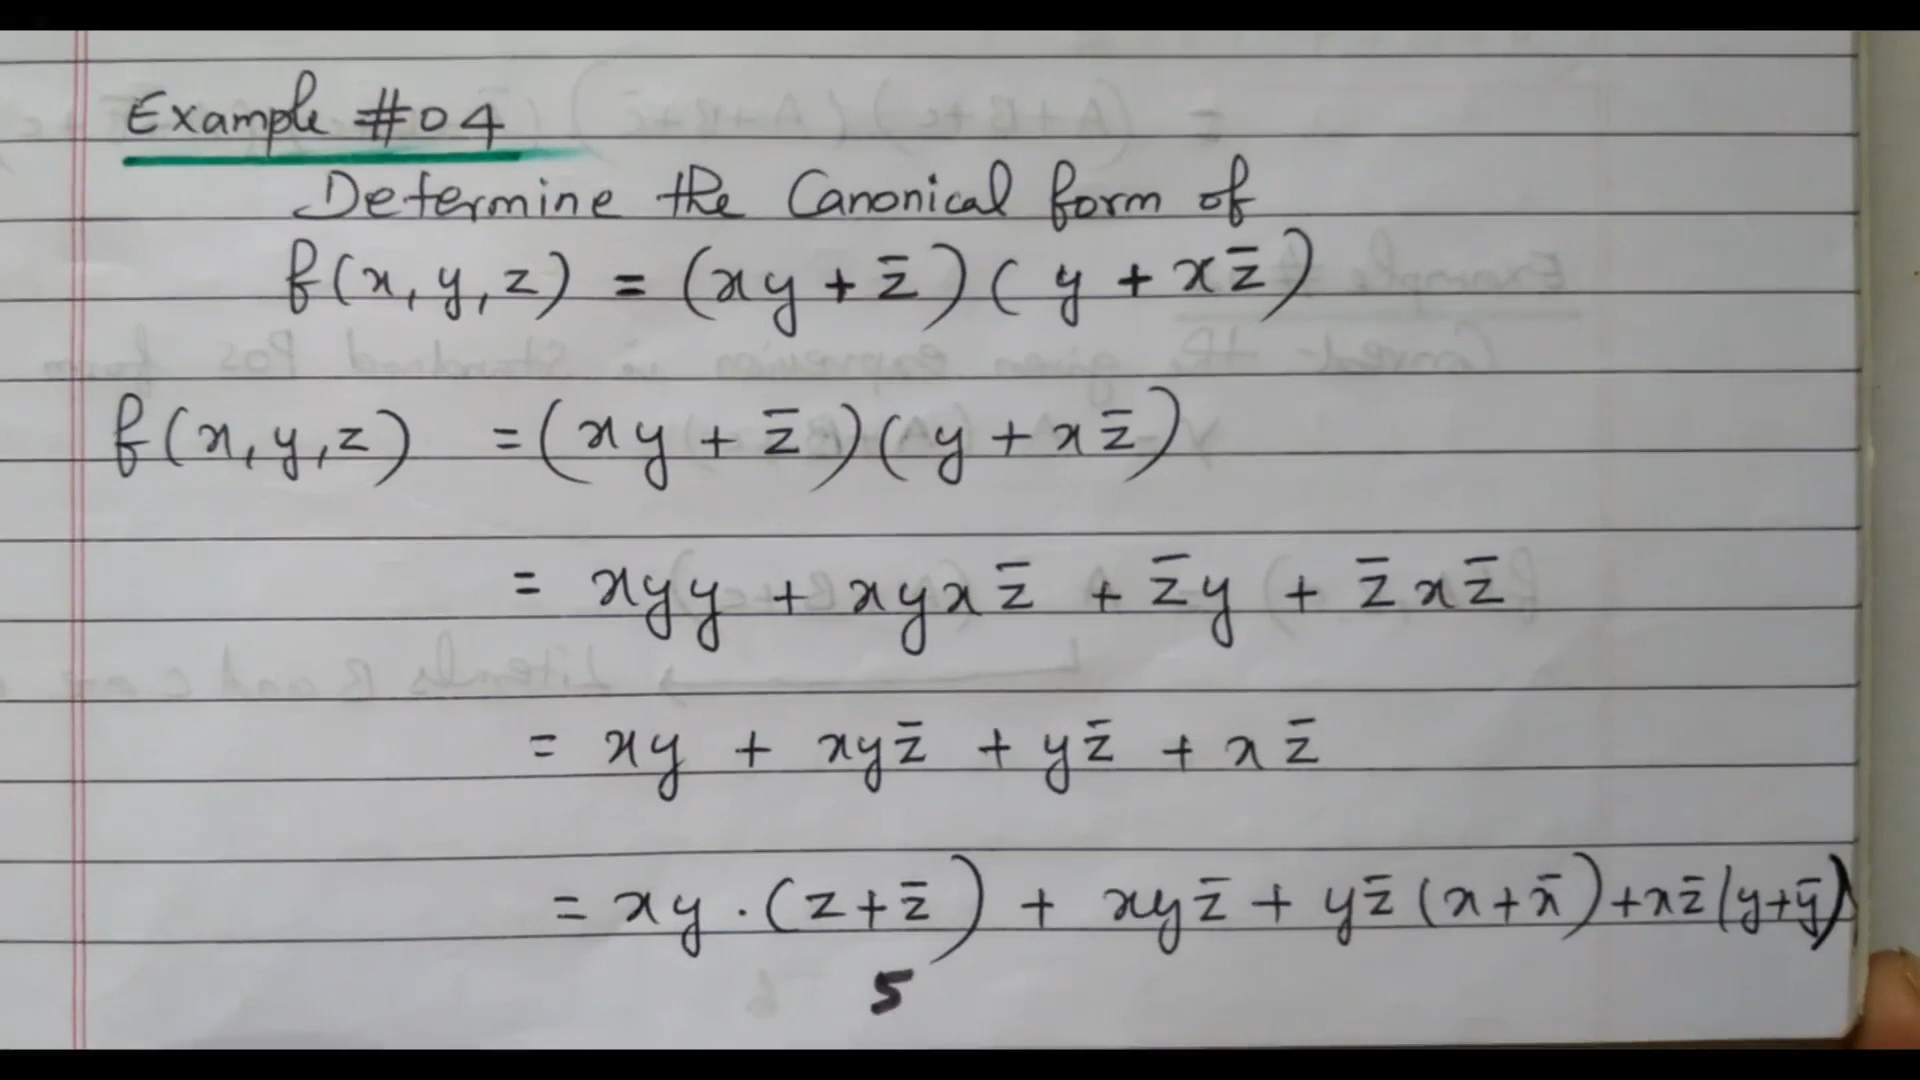 Example #04
Determine the Canonical form of
f(x, y, z) = (xy + z̄)(y + xz̄)
f(x, y, z) = (xy + z̄)(y + xz̄)
= xyy + xyxz̄ + z̄y + z̄xz̄
= xy + xyz̄ + yz̄ + xz̄
= xy · (z + z̄) + xyz̄ + yz̄(x + x̄) + xz̄(y + ȳ)
5